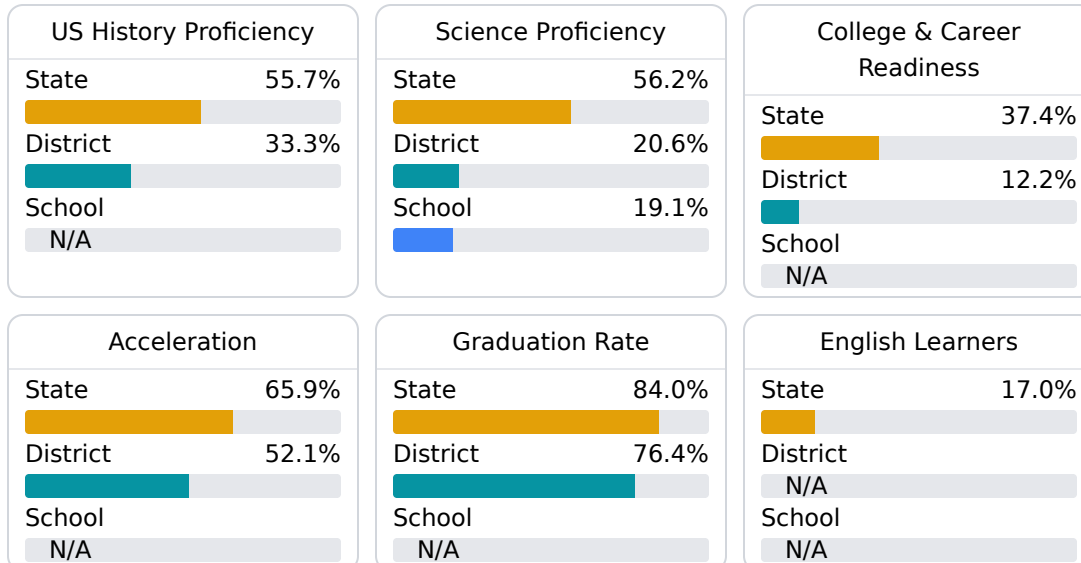 US History Proficiency
State 55.7%
District 33.3%
School
N/A
Science Proficiency
State 56.2%
District 20.6%
School 19.1%
College & Career
Readiness
State 37.4%
District 12.2%
School
N/A
Acceleration
State 65.9%
District 52.1%
School
N/A
Graduation Rate
State 84.0%
District 76.4%
School
N/A
English Learners
State 17.0%
District
N/A
School
N/A